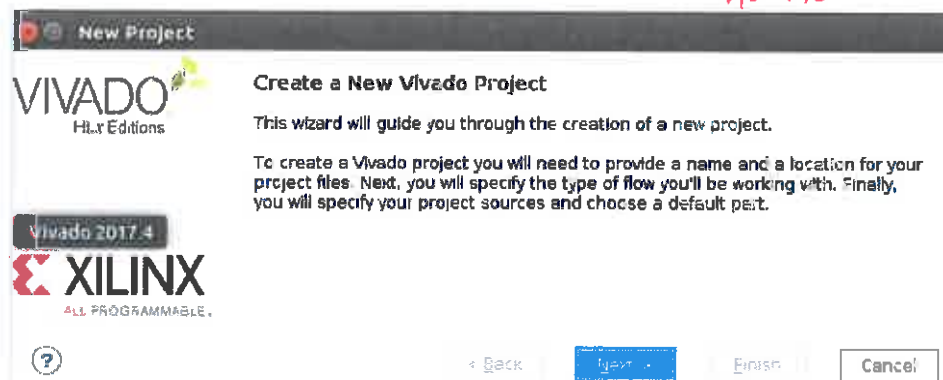 New Project
VIVADO
HLx Editions
Create a New Vivado Project
This wizard will guide you through the creation of a new project.
To create a Vivado project you will need to provide a name and a location for your
project files. Next, you will specify the type of flow you'll be working with. Finally,
you will specify your project sources and choose a default part.
Vivado 2017.4
XILINX
ALL PROGRAMMABLE.
?
< Back
Next >
Finish
Cancel